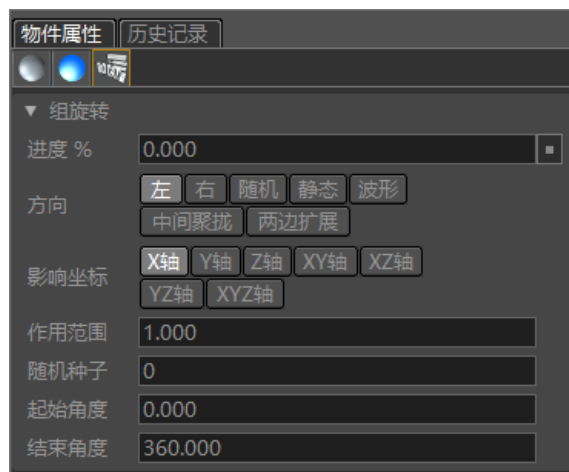 物件属性 历史记录
▼ 组旋转
进度 % 0.000
方向 左 右 随机 静态 波形
中间聚拢 两边扩展
影响坐标 X轴 Y轴 Z轴 XY轴 XZ轴
YZ轴 XYZ轴
作用范围 1.000
随机种子 0
起始角度 0.000
结束角度 360.000